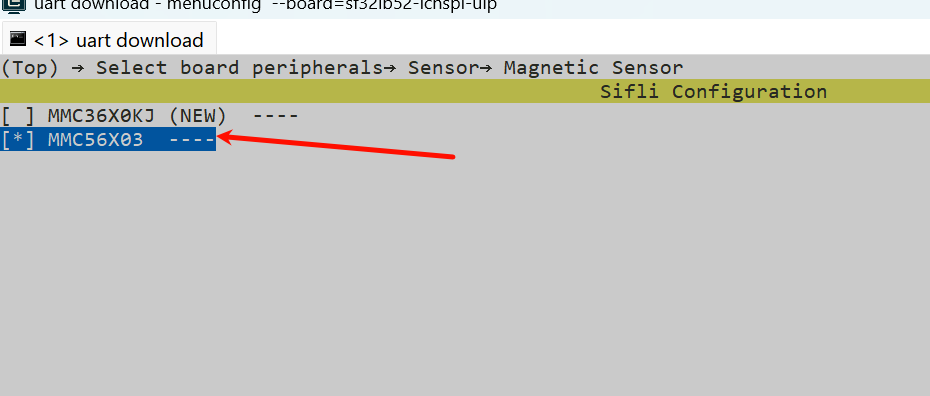 uart download - menuconfig --board=sf32lb52-lchspi-ulp
<1> uart download
(Top) → Select board peripherals→ Sensor→ Magnetic Sensor
Sifli Configuration
[ ] MMC36X0KJ (NEW)  ----
[*] MMC56X03  ----